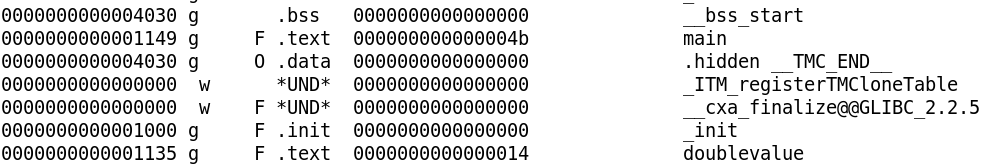 0000000000004030 g       .bss  0000000000000000              __bss_start
0000000000001149 g     F .text  000000000000004b              main
0000000000004030 g     O .data  0000000000000000              .hidden __TMC_END__
0000000000000000  w      *UND*  0000000000000000              _ITM_registerTMCloneTable
0000000000000000  w    F *UND*  0000000000000000              __cxa_finalize@@GLIBC_2.2.5
0000000000001000 g     F .init  0000000000000000              _init
0000000000001135 g     F .text  0000000000000014              doublevalue